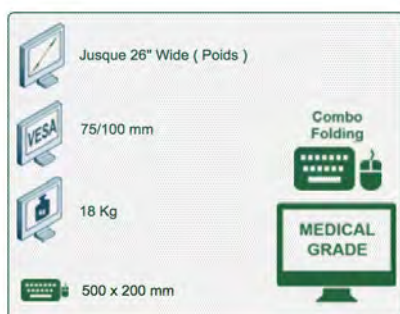 Jusque 26" Wide ( Poids )
VESA
75/100 mm
18 Kg
500 x 200 mm
Combo
Folding
MEDICAL
GRADE